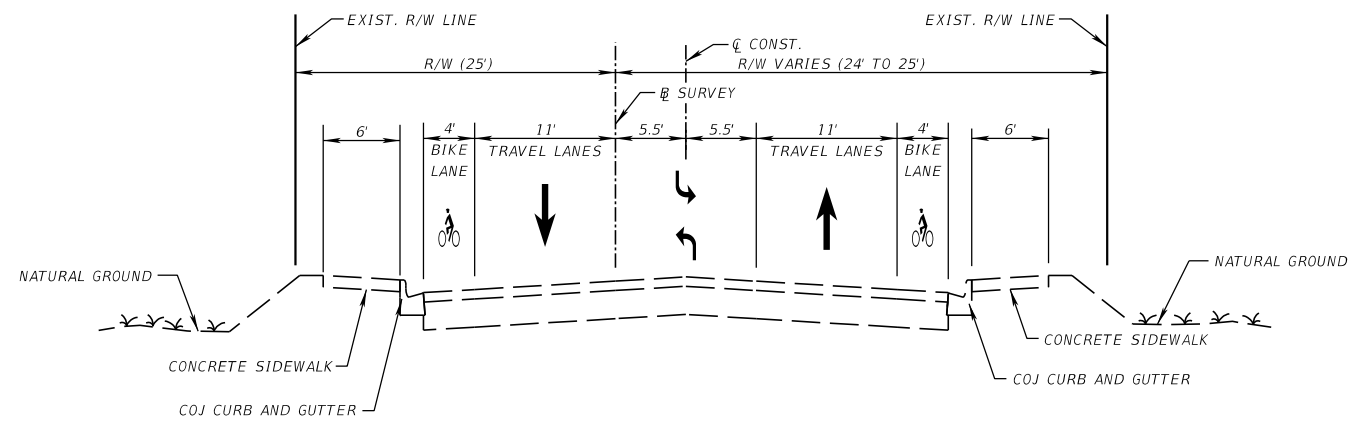 EXIST. R/W LINE
EXIST. R/W LINE
℄ CONST.
R/W (25')
R/W VARIES (24' TO 25')
BL SURVEY
6'
4'
11'
5.5'
5.5'
11'
4'
6'
BIKE
LANE
TRAVEL LANES
TRAVEL LANES
BIKE
LANE
NATURAL GROUND
NATURAL GROUND
CONCRETE SIDEWALK
CONCRETE SIDEWALK
COJ CURB AND GUTTER
COJ CURB AND GUTTER